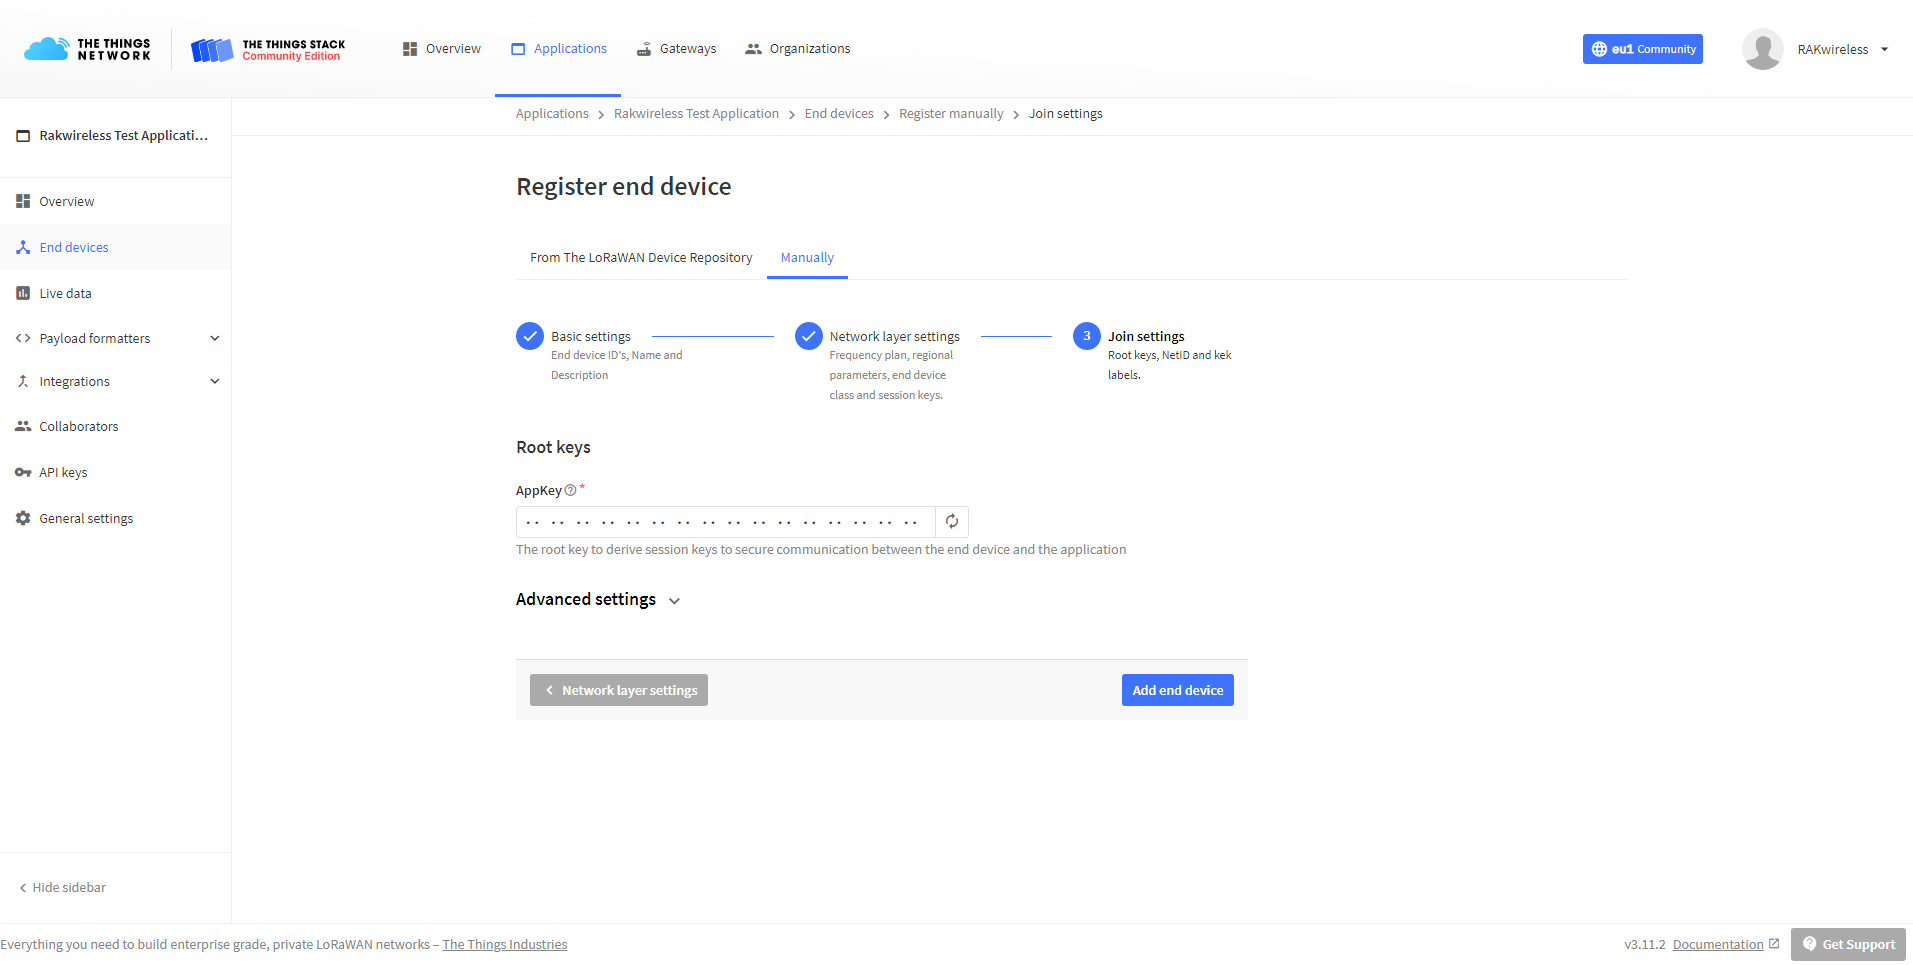 THE THINGS
NETWORK
THE THINGS STACK
Community Edition
Overview
Applications
Gateways
Organizations
eu1 Community
RAKwireless
Rakwireless Test Applicati...
Overview
End devices
Live data
Payload formatters
Integrations
Collaborators
API keys
General settings
Hide sidebar
Applications > Rakwireless Test Application > End devices > Register manually > Join settings
Register end device
From The LoRaWAN Device Repository
Manually
Basic settings
End device ID's, Name and
Description
Network layer settings
Frequency plan, regional
parameters, end device
class and session keys.
3
Join settings
Root keys, NetID and kek
labels.
Root keys
AppKey *
·· ·· ·· ·· ·· ·· ·· ·· ·· ·· ·· ·· ·· ·· ·· ··
The root key to derive session keys to secure communication between the end device and the application
Advanced settings
Network layer settings
Add end device
Everything you need to build enterprise grade, private LoRaWAN networks – The Things Industries
v3.11.2
Documentation
Get Support